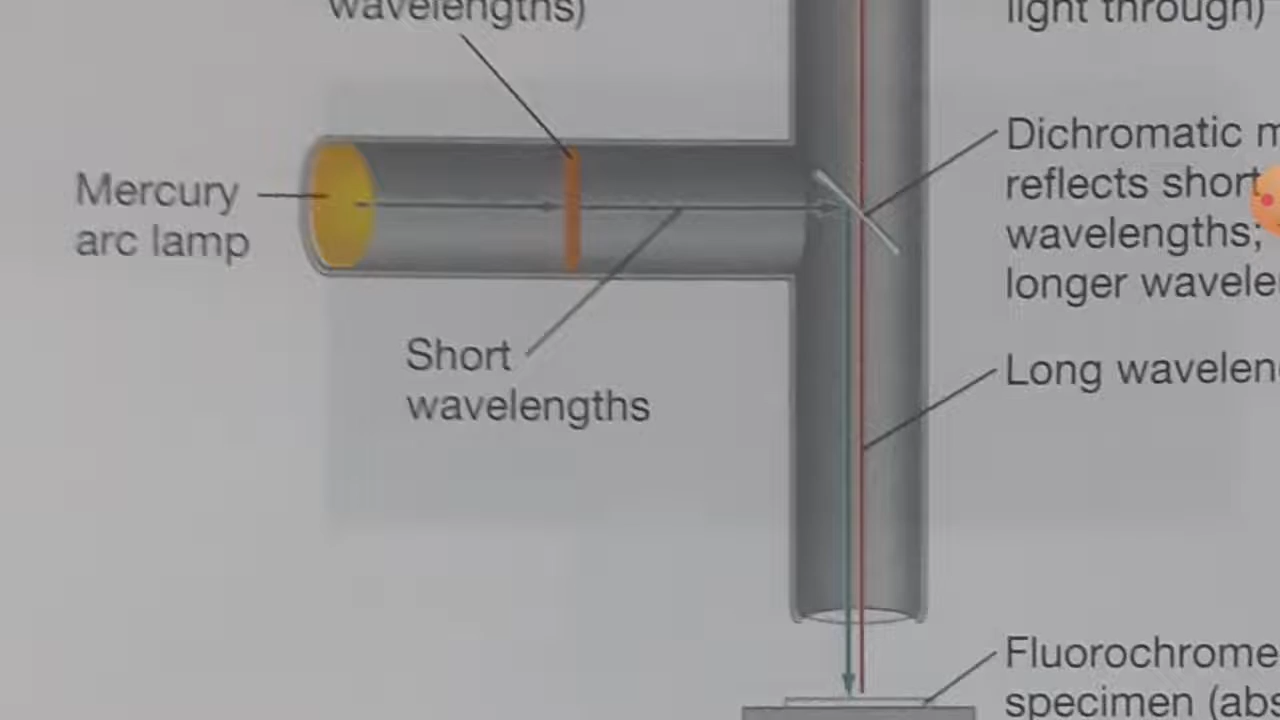 wavelengths)
light through)
Mercury
arc lamp
Dichromatic
reflects short
wavelengths;
longer
Short
wavelengths
Long
Fluorochrome
specimen